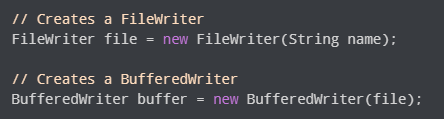 // Creates a FileWriter
FileWriter file = new FileWriter(String name);
// Creates a BufferedWriter
BufferedWriter buffer = new BufferedWriter(file);